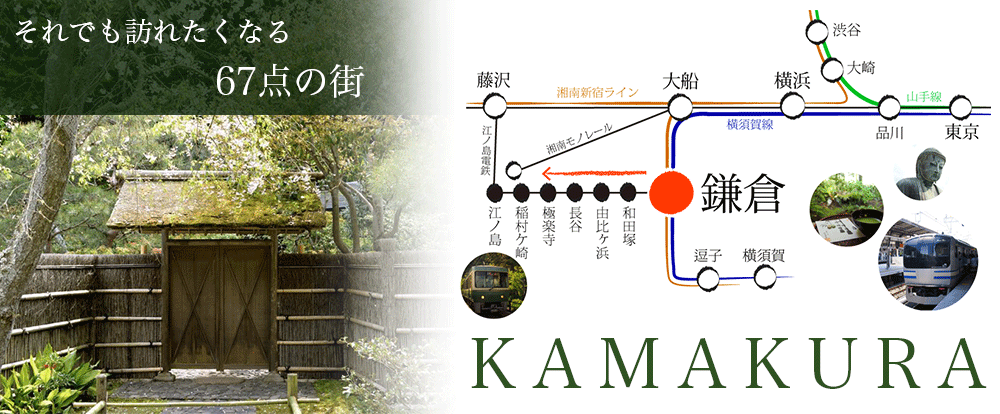 それでも訪れたくなる
67点の街
渋谷
大崎
藤沢
大船
横浜
湘南新宿ライン
山手線
横須賀線
品川
東京
江ノ島電鉄
湘南モノレール
鎌倉
江ノ島
稲村ケ崎
極楽寺
長谷
由比ヶ浜
和田塚
逗子
横須賀
KAMAKURA